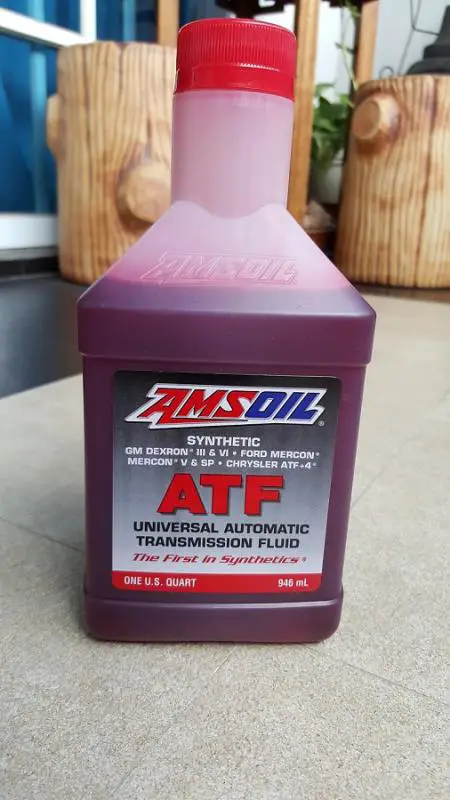 AMSOIL
AMSOIL®
SYNTHETIC
GM DEXRON® III & VI • FORD MERCON®
MERCON® V & SP • CHRYSLER ATF+4®
ATF
UNIVERSAL AUTOMATIC
TRANSMISSION FLUID
The First in Synthetics®
ONE U.S. QUART 946 mL